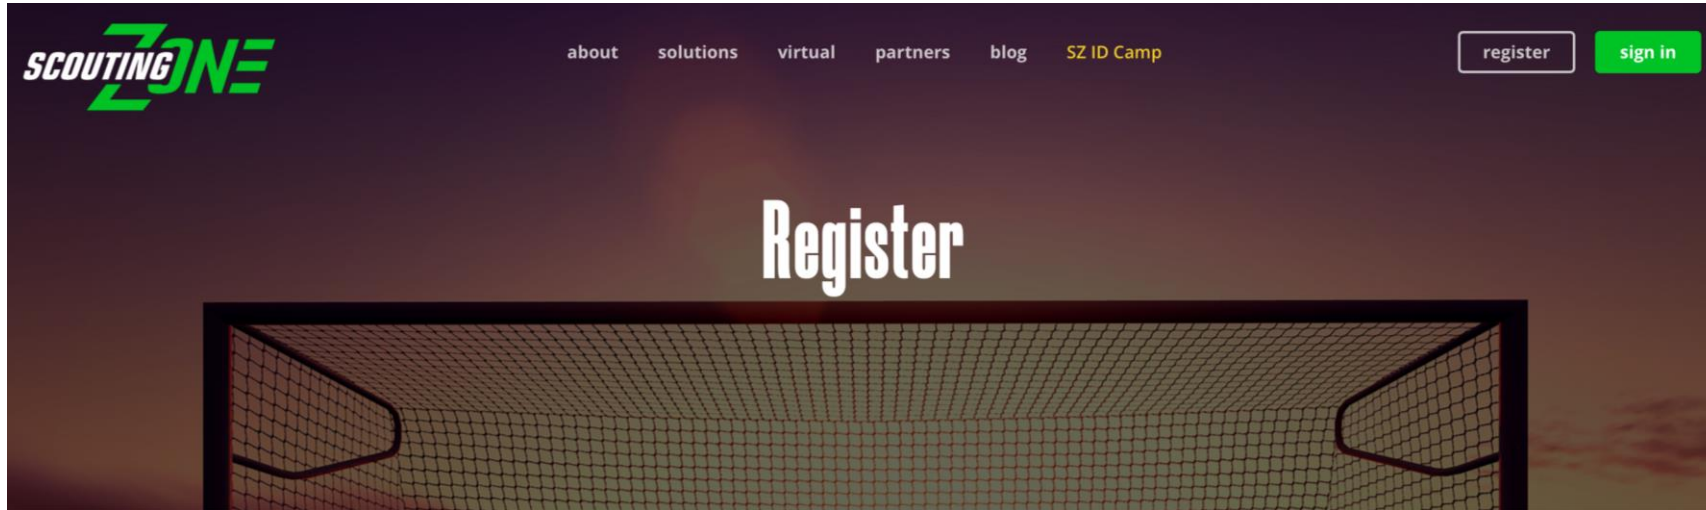 SCOUTING ZONE
about solutions virtual partners blog SZ ID Camp register sign in
Register